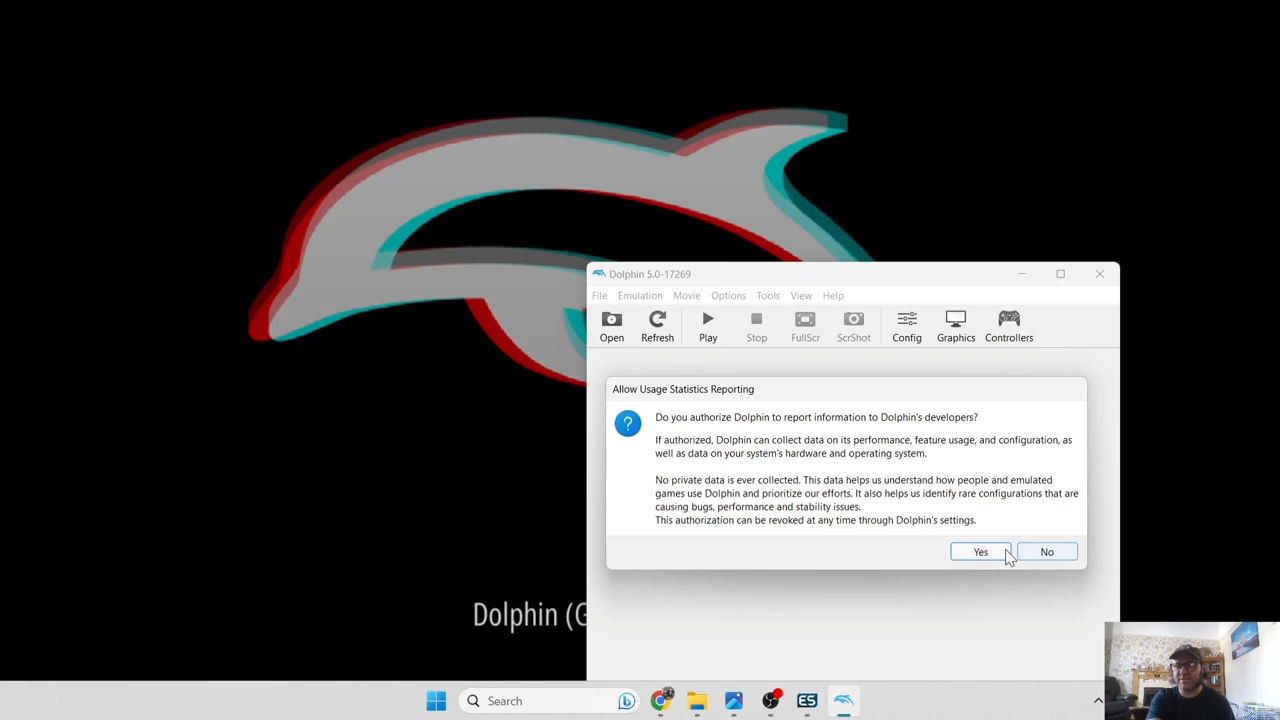 Dolphin 5.0-17269
File Emulation Movie Options Tools View Help
Open Refresh Play Stop FullScr ScrShot Config Graphics Controllers
Allow Usage Statistics Reporting
?
Do you authorize Dolphin to report information to Dolphin's developers?
If authorized, Dolphin can collect data on its performance, feature usage, and configuration, as
well as data on your system's hardware and operating system.
No private data is ever collected. This data helps us understand how people and emulated
games use Dolphin and prioritize our efforts. It also helps us identify rare configurations that are
causing bugs, performance and stability issues.
This authorization can be revoked at any time through Dolphin's settings.
Yes No
Dolphin (G
Search
ES